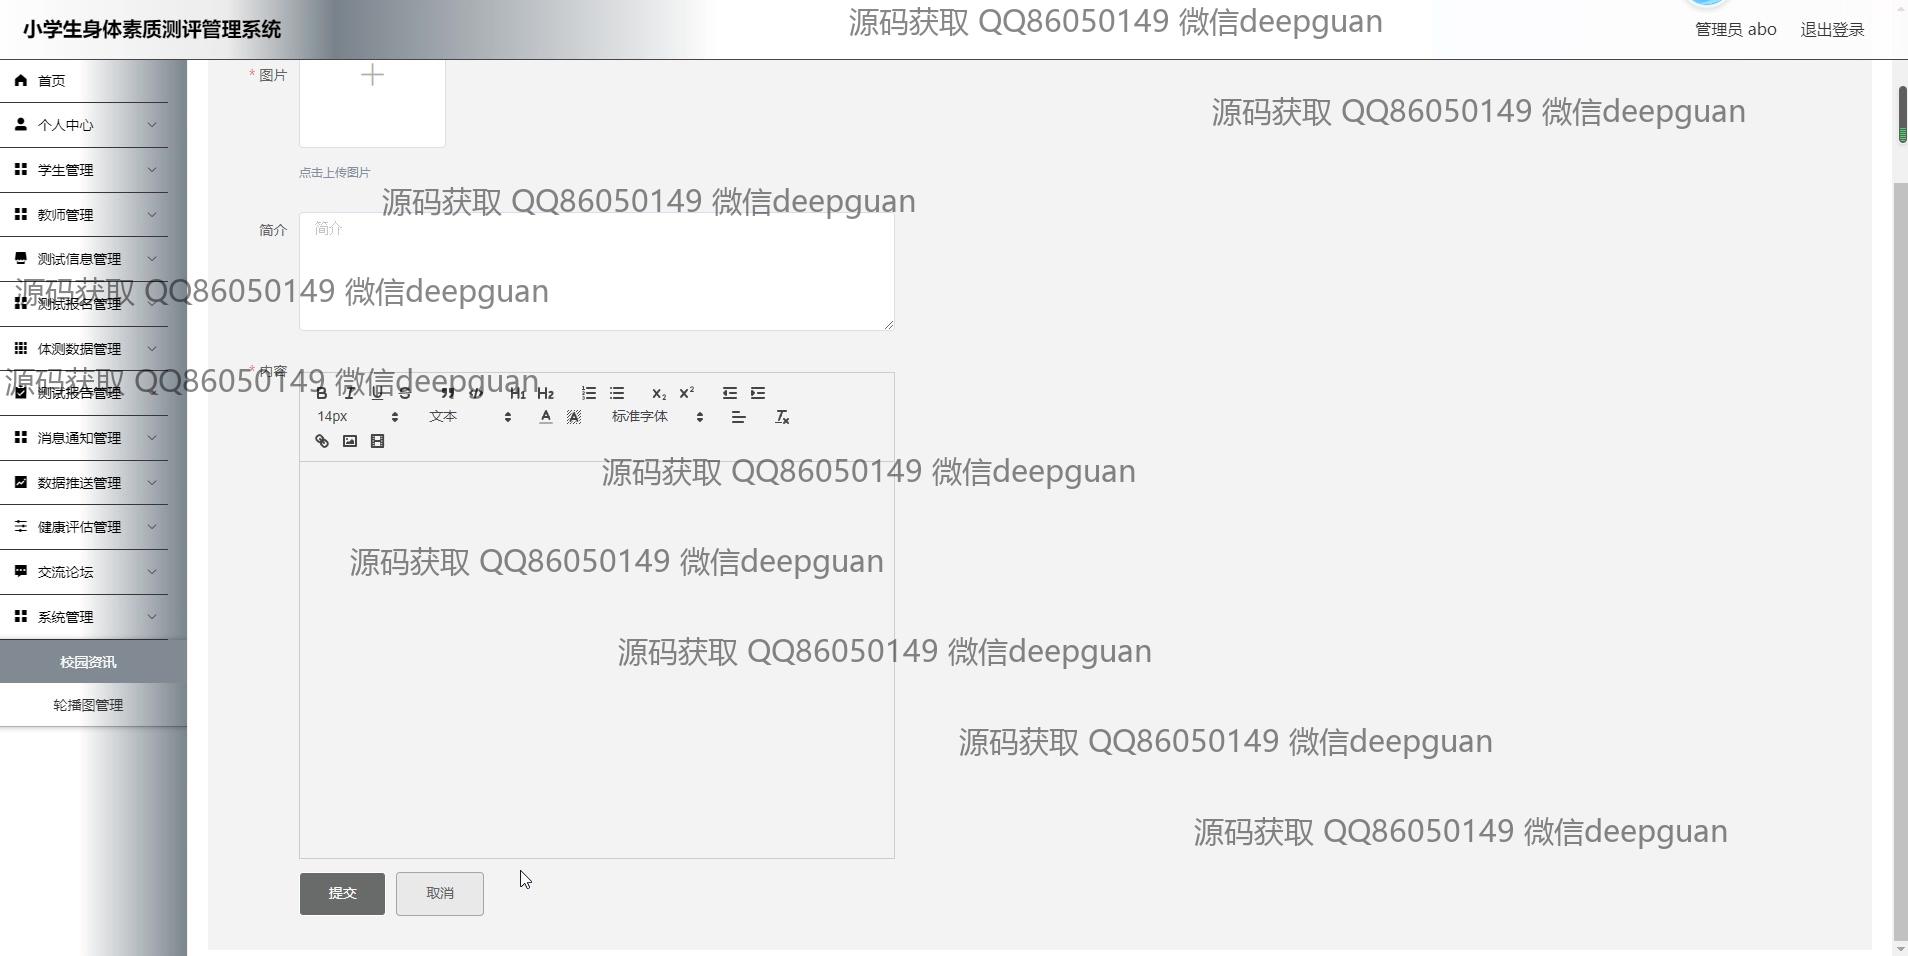 小学生身体素质测评管理系统
源码获取 QQ86050149 微信deepguan
管理员 abo
退出登录
首页
* 图片
源码获取 QQ86050149 微信deepguan
个人中心
学生管理
点击上传图片
源码获取 QQ86050149 微信deepguan
教师管理
简介
简介
测试信息管理
源码获取 QQ86050149 微信deepguan
测试报名管理
体测数据管理
* 内容
源码获取 QQ86050149 微信deepguan
测试报告管理
B I U S H1 H2 X2 X2
14px 文本 A A 标准字体 Tx
消息通知管理
源码获取 QQ86050149 微信deepguan
数据推送管理
健康评估管理
源码获取 QQ86050149 微信deepguan
交流论坛
系统管理
源码获取 QQ86050149 微信deepguan
校园资讯
轮播图管理
源码获取 QQ86050149 微信deepguan
源码获取 QQ86050149 微信deepguan
提交
取消